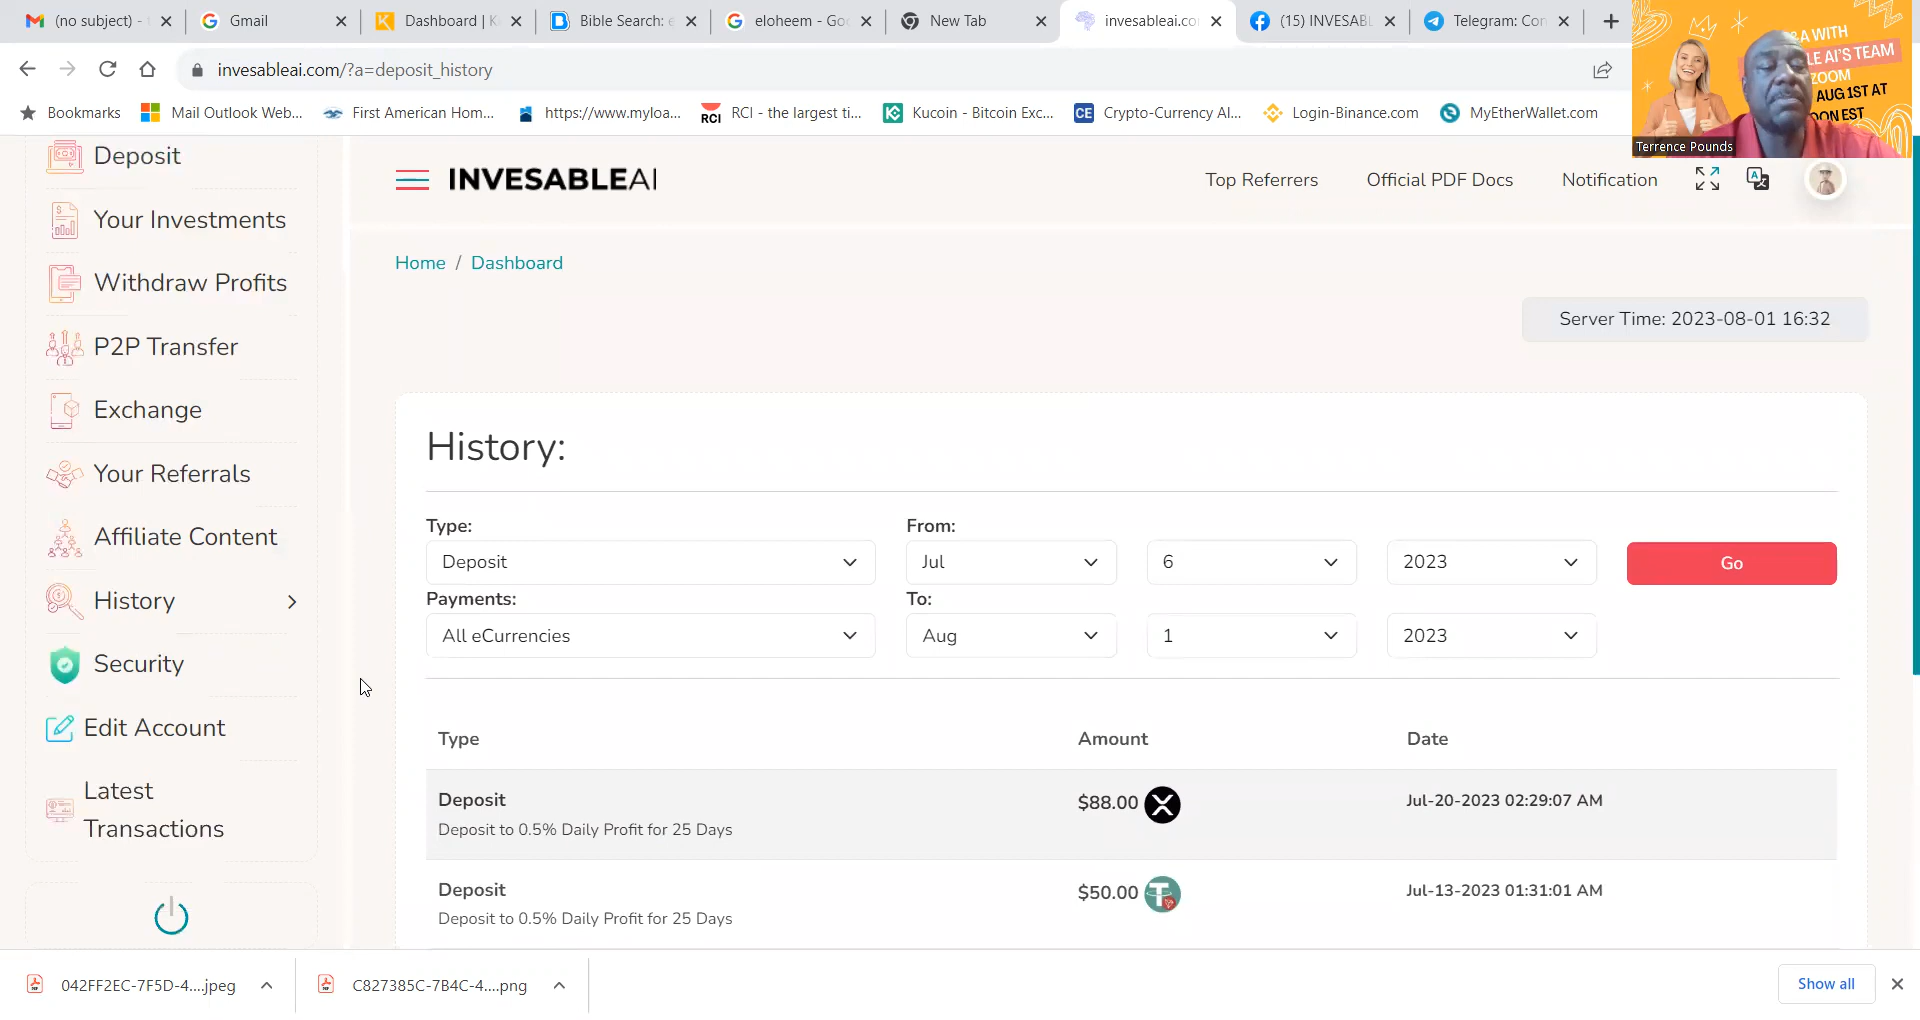 (no subject) -
Gmail
Dashboard | K
Bible Search: e
eloheem - Goo
New Tab
invesableai.co
(15) INVESABL
Telegram: Con
invesableai.com/?a=deposit_history
Bookmarks
Mail Outlook Web...
First American Hom...
https://www.myloa...
RCI
RCI - the largest ti...
Kucoin - Bitcoin Exc...
CE
Crypto-Currency Al...
Login-Binance.com
MyEtherWallet.com
&A WITH
LE AI'S TEAM
ZOOM
AUG 1ST AT
OON EST
Terrence Pounds
Deposit
Your Investments
Withdraw Profits
P2P Transfer
Exchange
Your Referrals
Affiliate Content
History
Security
Edit Account
Latest
Transactions
INVESABLEAI
Top Referrers
Official PDF Docs
Notification
Home / Dashboard
Server Time: 2023-08-01 16:32
History:
Type:
From:
Deposit
Jul
6
2023
Go
Payments:
To:
All eCurrencies
Aug
1
2023
Type
Amount
Date
Deposit
$88.00
Jul-20-2023 02:29:07 AM
Deposit to 0.5% Daily Profit for 25 Days
Deposit
$50.00
Jul-13-2023 01:31:01 AM
Deposit to 0.5% Daily Profit for 25 Days
042FF2EC-7F5D-4....jpeg
C827385C-7B4C-4....png
Show all